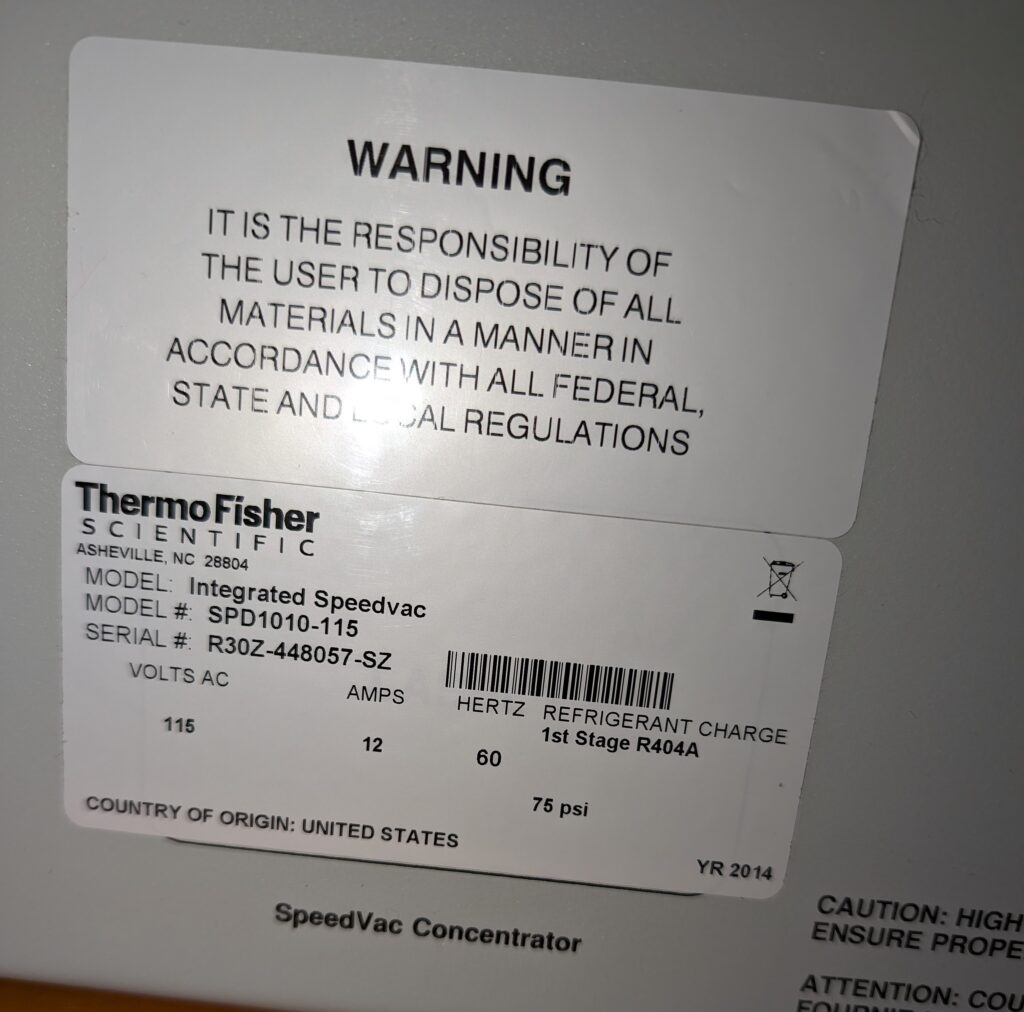 WARNING
IT IS THE RESPONSIBILITY OF
THE USER TO DISPOSE OF ALL
MATERIALS IN A MANNER IN
ACCORDANCE WITH ALL FEDERAL,
STATE AND LOCAL REGULATIONS
ThermoFisher
SCIENTIFIC
ASHEVILLE, NC 28804
MODEL: Integrated Speedvac
MODEL #: SPD1010-115
SERIAL #: R30Z-448057-SZ
VOLTS AC AMPS HERTZ REFRIGERANT CHARGE
1st Stage R404A
115 12 60
75 psi
COUNTRY OF ORIGIN: UNITED STATES
YR 2014
SpeedVac Concentrator
CAUTION: HIGH
ENSURE PROPE
ATTENTION: COU